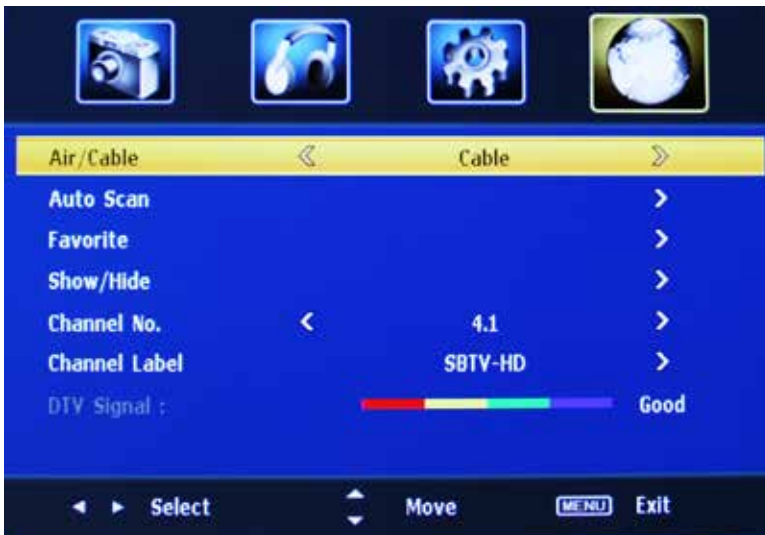 Air/Cable Cable
Auto Scan
Favorite
Show/Hide
Channel No. 4.1
Channel Label SBTV-HD
DTV Signal : Good
Select Move MENU Exit